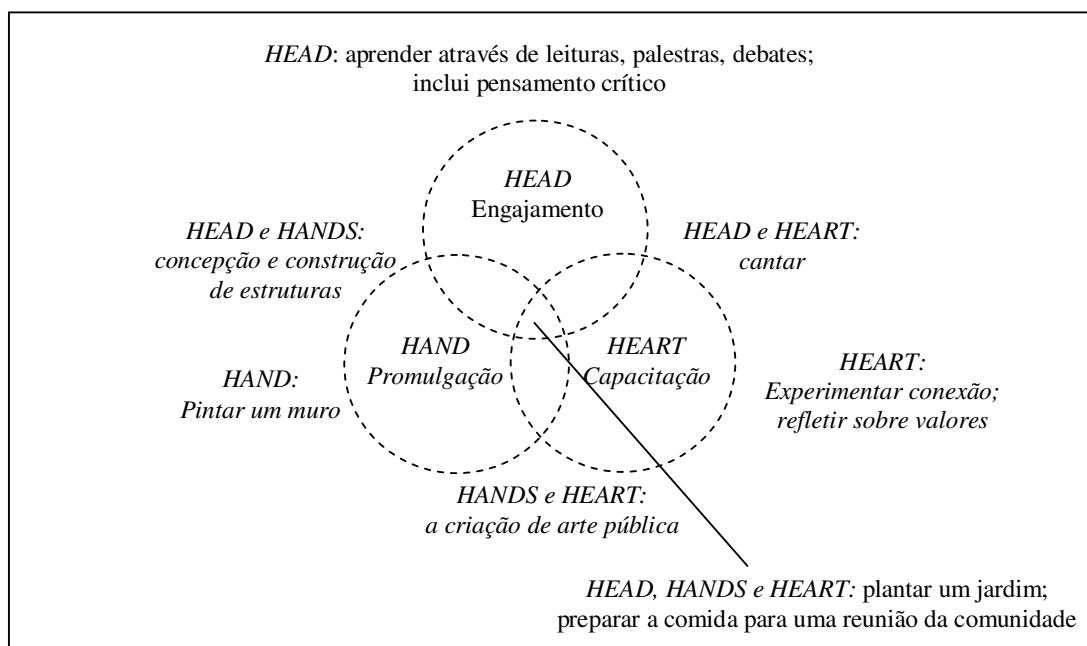 HEAD: aprender através de leituras, palestras, debates;
inclui pensamento crítico
HEAD
Engajamento
HEAD e HANDS:
concepção e construção
de estruturas
HEAD e HEART:
cantar
HAND
Promulgação
HEART
Capacitação
HAND:
Pintar um muro
HEART:
Experimentar conexão;
refletir sobre valores
HANDS e HEART:
a criação de arte pública
HEAD, HANDS e HEART: plantar um jardim;
preparar a comida para uma reunião da comunidade